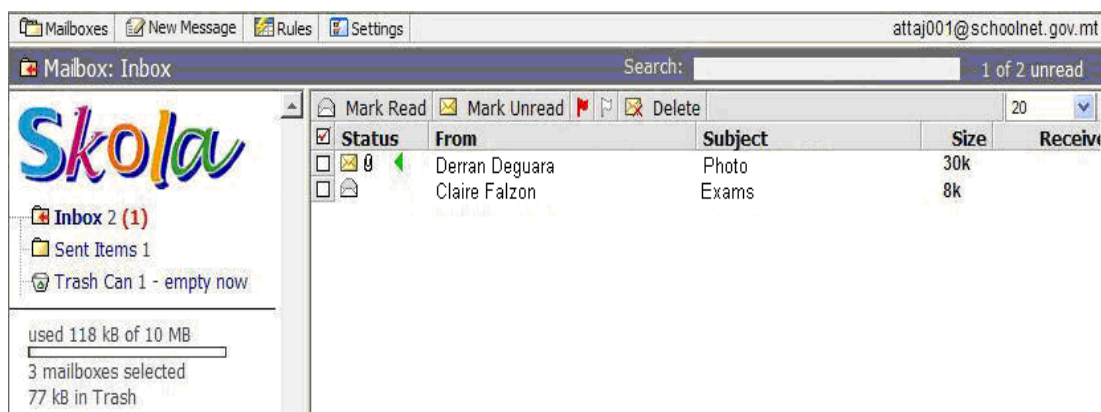 Mailboxes New Message Rules Settings attaj001@schoolnet.gov.mt
Mailbox: Inbox Search: 1 of 2 unread
Skola
Mark Read Mark Unread Delete 20
Status From Subject Size Receive
Derran Deguara Photo 30k
Claire Falzon Exams 8k
Inbox 2 (1)
Sent Items 1
Trash Can 1 - empty now
used 118 kB of 10 MB
3 mailboxes selected
77 kB in Trash